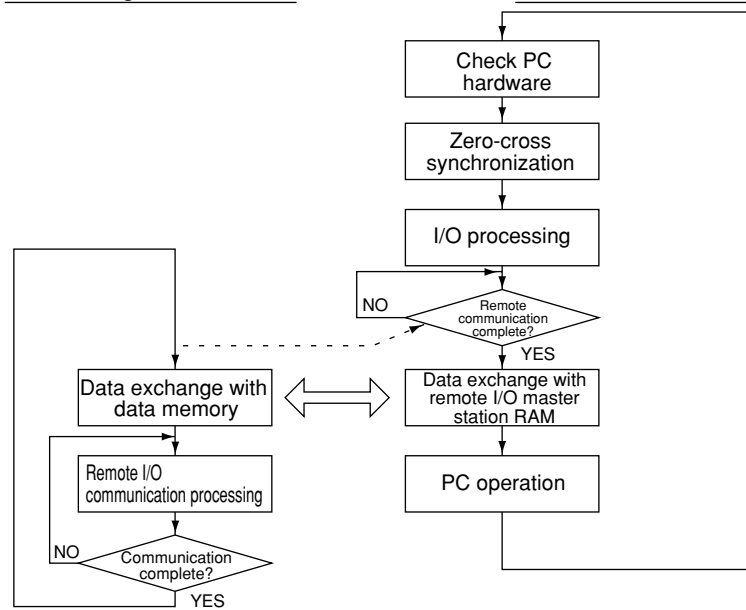 Check PC
hardware
Zero-cross
synchronization
I/O processing
NO
Remote
communication
complete?
YES
Data exchange with
data memory
Data exchange with
remote I/O master
station RAM
Remote I/O
communication processing
PC operation
NO
Communication
complete?
YES